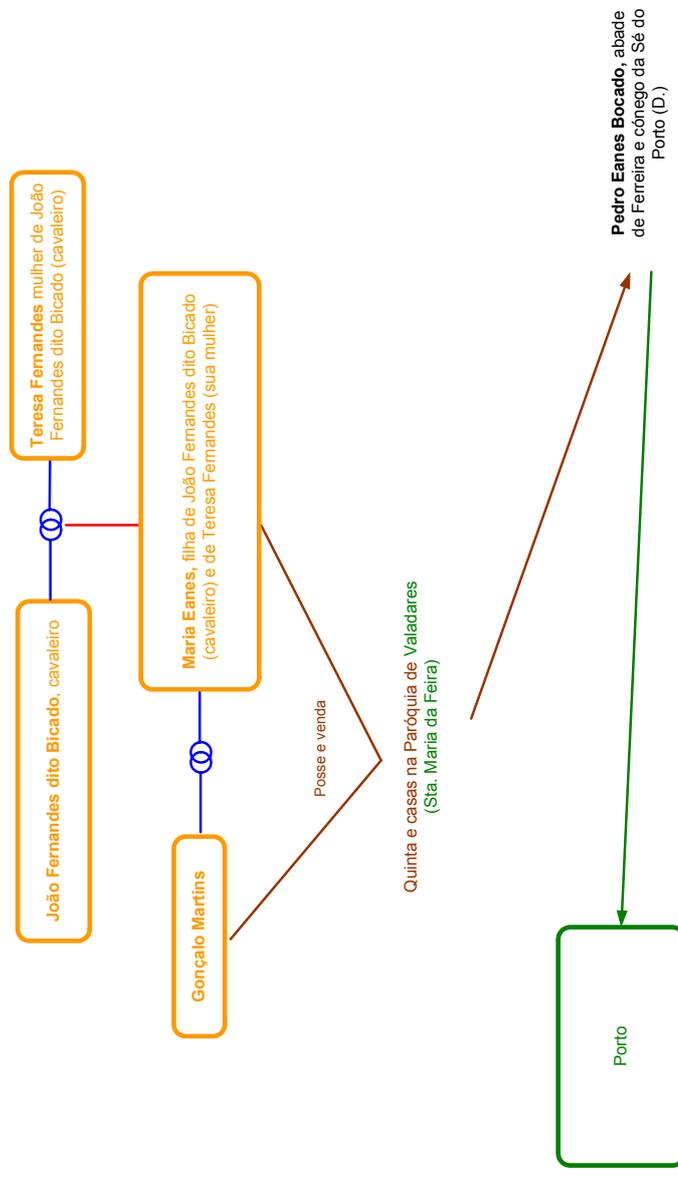 João Fernandes dito Bicado, cavaleiro
Teresa Fernandes mulher de João
Fernandes dito Bicado (cavaleiro)
Gonçalo Martins
Maria Eanes, filha de João Fernandes dito Bicado
(cavaleiro) e de Teresa Fernandes (sua mulher)
Posse e venda
Quinta e casas na Paróquia de Valadares
(Sta. Maria da Feira)
Porto
Pedro Eanes Bocado, abade
de Ferreira e cónego da Sé do
Porto (D.)